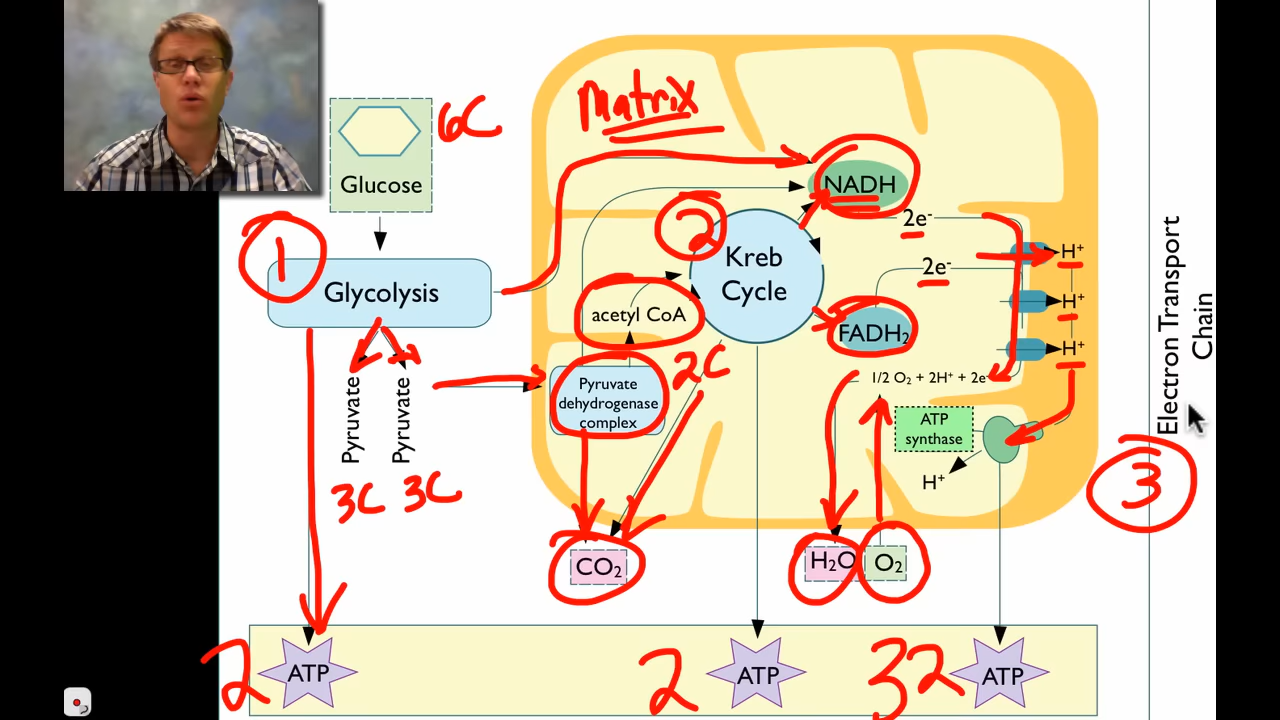 Matrix
6C
Glucose
NADH
1
2
2e-
Electron Transport
Chain
H+
Kreb
Cycle
2e-
Glycolysis
H+
acetyl CoA
FADH₂
H+
2C
1/2 O₂ + 2H+ + 2e-
Pyruvate
dehydrogenase
complex
Pyruvate
Pyruvate
ATP
synthase
3C
3C
H+
3
CO₂
H₂O
O₂
2
ATP
2
ATP
32
ATP